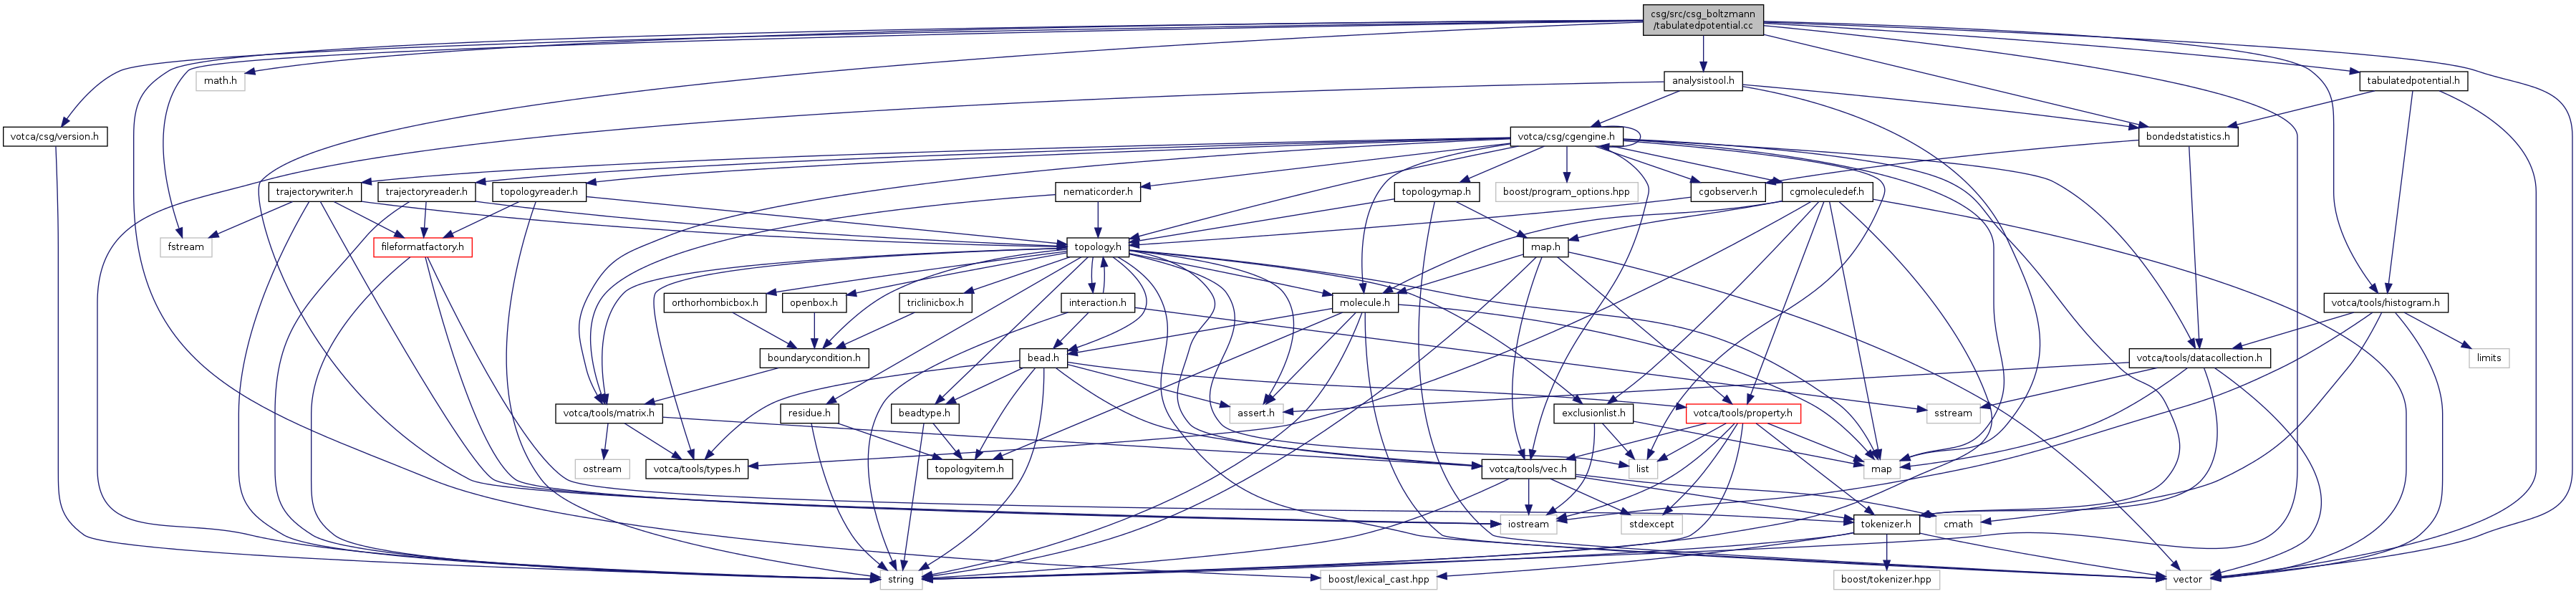 csg/src/csg_boltzmann
/tabulatedpotential.cc
math.h
analysistool.h
tabulatedpotential.h
votca/csg/version.h
votca/csg/cgengine.h
bondedstatistics.h
trajectorywriter.h
trajectoryreader.h
topologyreader.h
nematicorder.h
topologymap.h
boost/program_options.hpp
cgobserver.h
cgmoleculedef.h
fstream
fileformatfactory.h
topology.h
map.h
orthorhombicbox.h
openbox.h
triclinicbox.h
interaction.h
molecule.h
votca/tools/histogram.h
boundarycondition.h
bead.h
votca/tools/datacollection.h
limits
votca/tools/matrix.h
residue.h
beadtype.h
assert.h
exclusionlist.h
votca/tools/property.h
sstream
ostream
votca/tools/types.h
topologyitem.h
votca/tools/vec.h
list
map
iostream
stdexcept
tokenizer.h
cmath
string
boost/lexical_cast.hpp
boost/tokenizer.hpp
vector